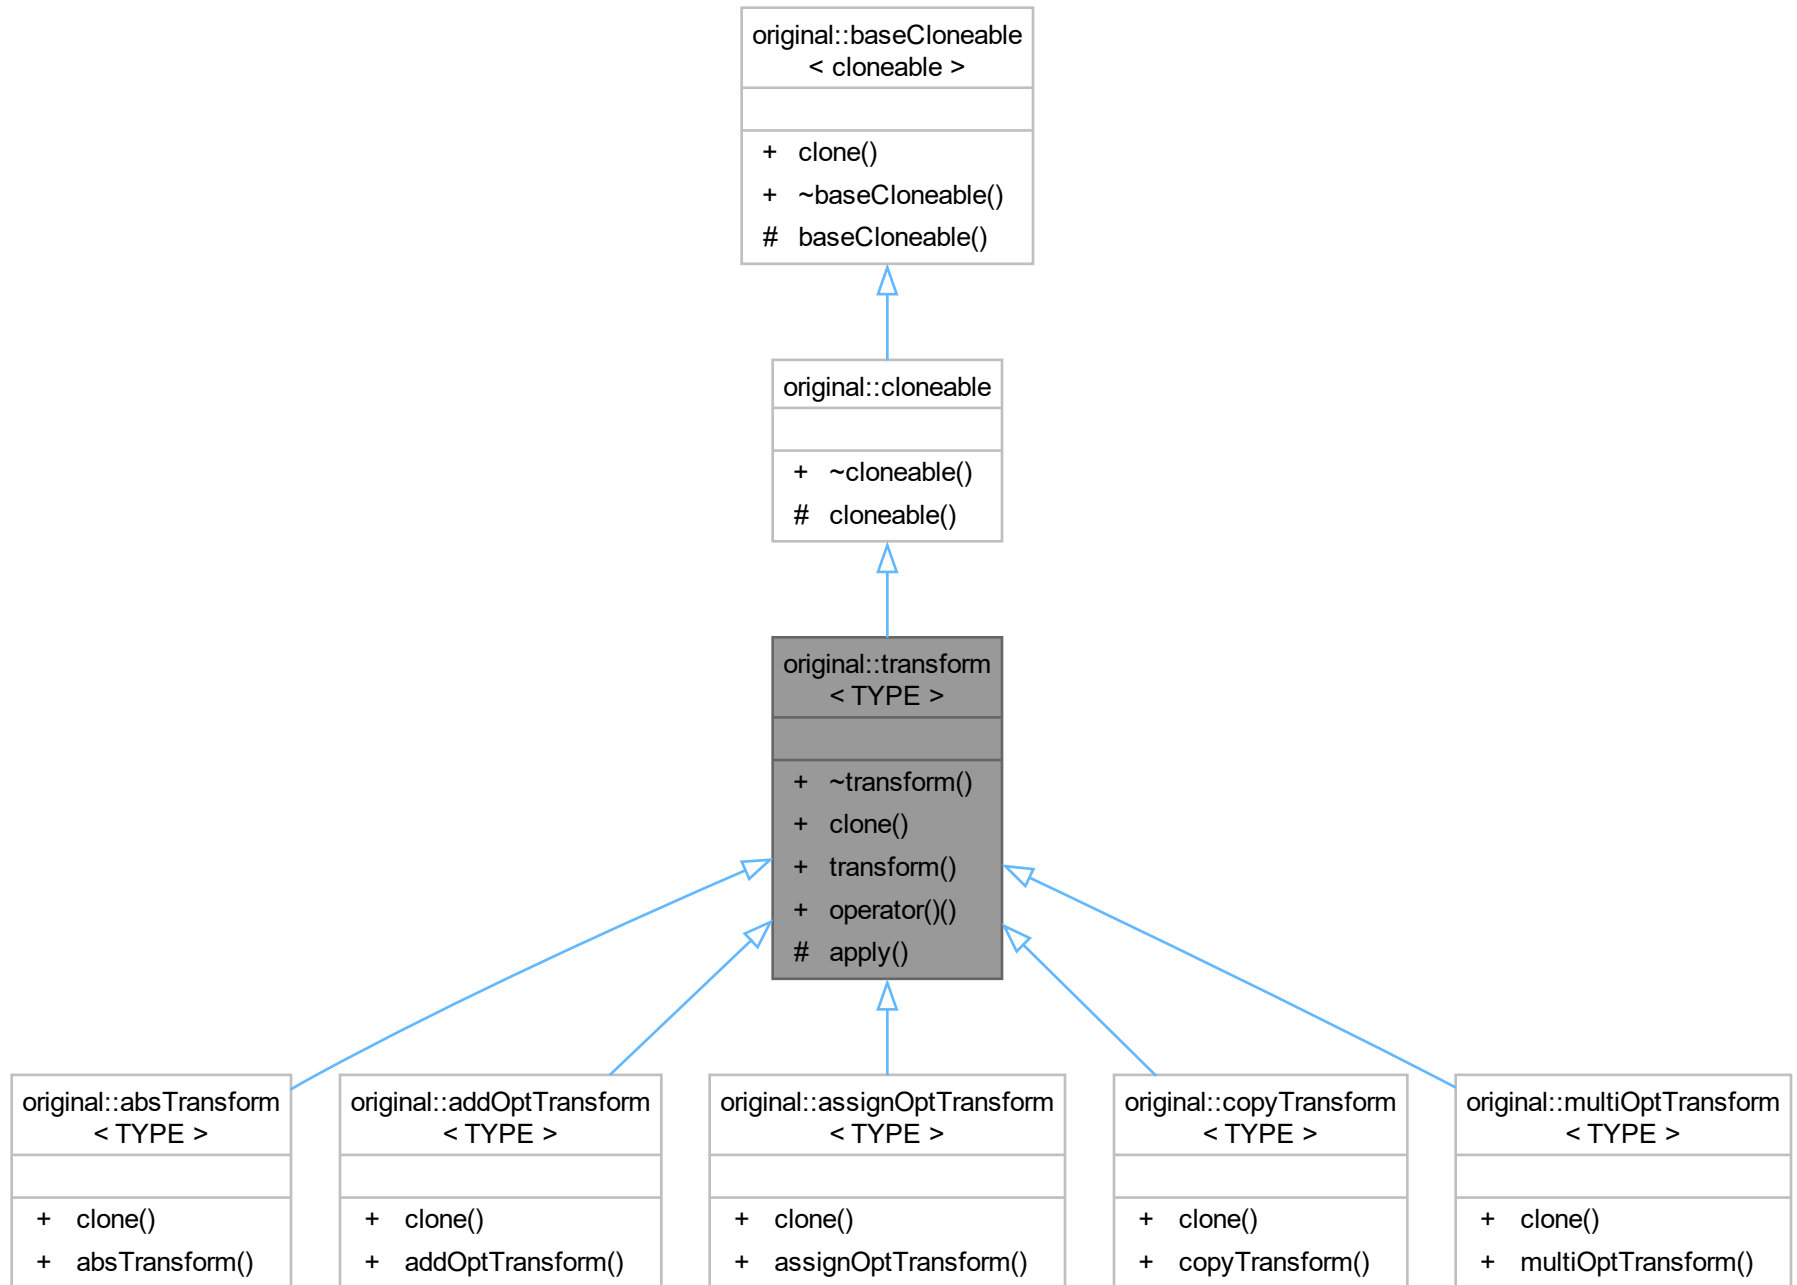 original::baseCloneable
< cloneable >
+ clone()
+ ~baseCloneable()
# baseCloneable()
original::cloneable
+ ~cloneable()
# cloneable()
original::transform
< TYPE >
+ ~transform()
+ clone()
+ transform()
+ operator()()
# apply()
original::absTransform
< TYPE >
+ clone()
+ absTransform()
original::addOptTransform
< TYPE >
+ clone()
+ addOptTransform()
original::assignOptTransform
< TYPE >
+ clone()
+ assignOptTransform()
original::copyTransform
< TYPE >
+ clone()
+ copyTransform()
original::multiOptTransform
< TYPE >
+ clone()
+ multiOptTransform()